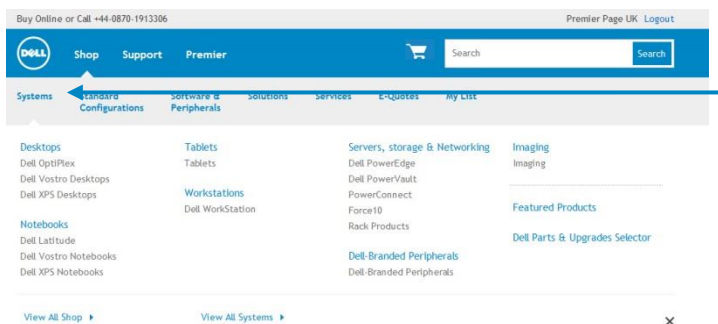 Buy Online or Call +44-0870-1913306
Premier Page UK Logout
DELL Shop Support Premier Search Search
Systems Standard Configurations Software & Peripherals Solutions Services E-Quotes My List
Desktops
Dell OptiPlex
Dell Vostro Desktops
Dell XPS Desktops
Notebooks
Dell Latitude
Dell Vostro Notebooks
Dell XPS Notebooks
Tablets
Tablets
Workstations
Dell WorkStation
Servers, storage & Networking
Dell PowerEdge
Dell PowerVault
PowerConnect
Force10
Rack Products
Dell-Branded Peripherals
Dell-Branded Peripherals
Imaging
Imaging
Featured Products
Dell Parts & Upgrades Selector
View All Shop
View All Systems